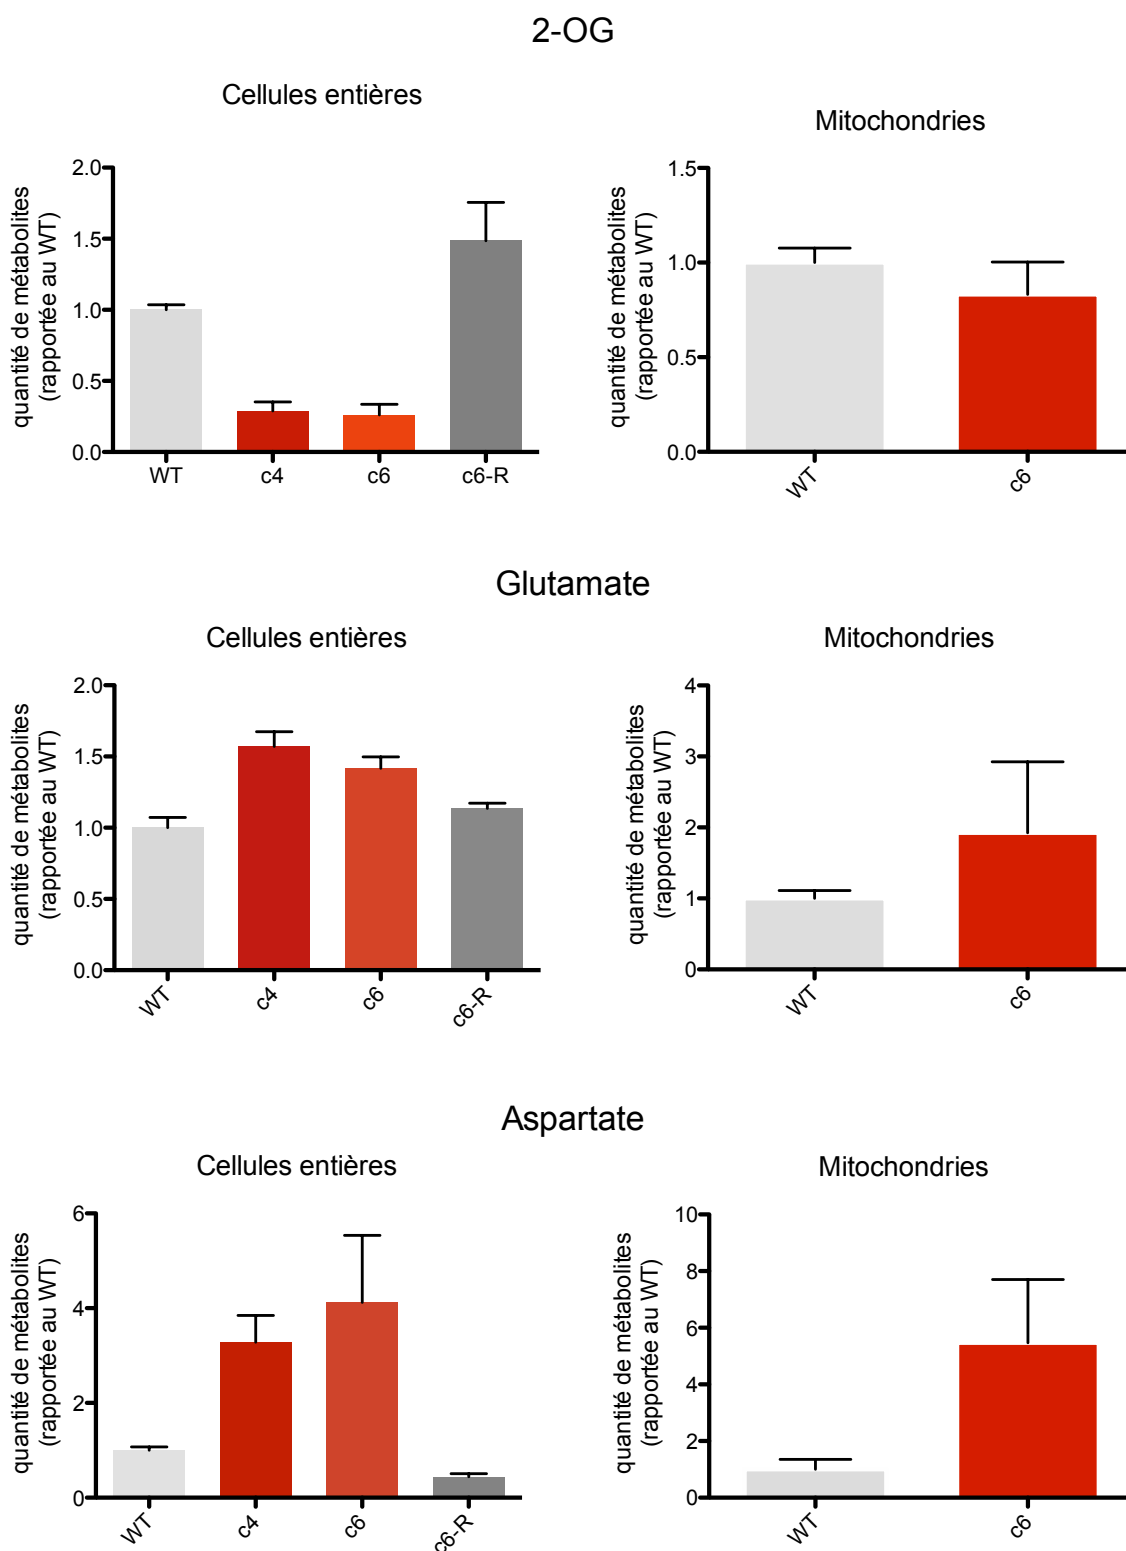 2-OG
Cellules entières
quantité de métabolites
(rapportée au WT)
2.0
1.5
1.0
0.5
0.0
WT c4 c6 c6-R
Mitochondries
quantité de métabolites
(rapportée au WT)
1.5
1.0
0.5
0.0
WT c6
Glutamate
Cellules entières
quantité de métabolites
(rapportée au WT)
2.0
1.5
1.0
0.5
0.0
WT c4 c6 c6-R
Mitochondries
quantité de métabolites
(rapportée au WT)
4
3
2
1
0
WT c6
Aspartate
Cellules entières
quantité de métabolites
(rapportée au WT)
6
4
2
0
WT c4 c6 c6-R
Mitochondries
quantité de métabolites
(rapportée au WT)
10
8
6
4
2
0
WT c6